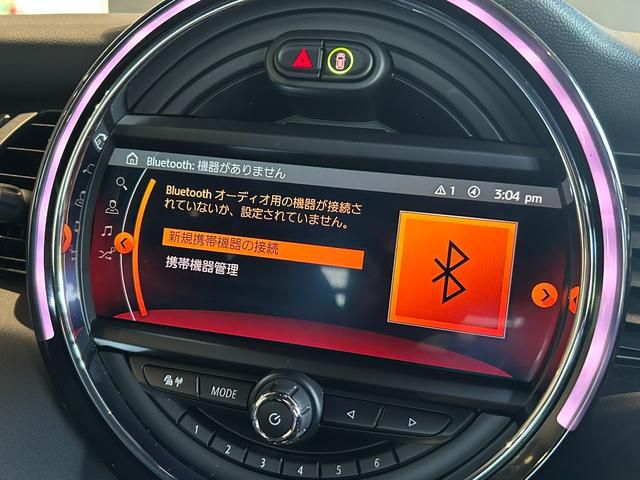 Bluetooth: 機器がありません
1
3:04 pm
Bluetooth オーディオ用の機器が接続さ
れていないか、設定されていません。
新規携帯機器の接続
携帯機器管理
MODE
1 2 3 4 5 6